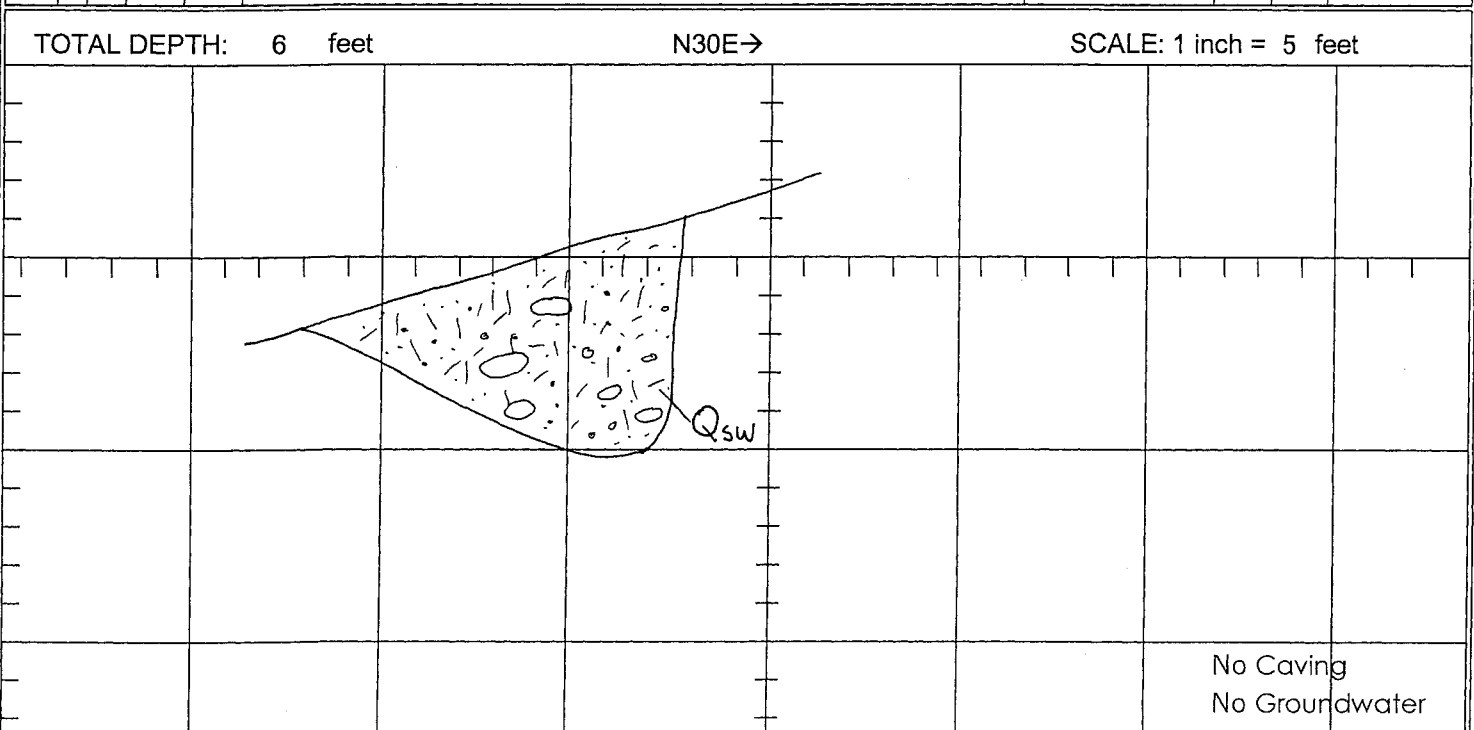 TOTAL DEPTH: 6 feet N30E→ SCALE: 1 inch = 5 feet
Qsw
No Caving
No Groundwater